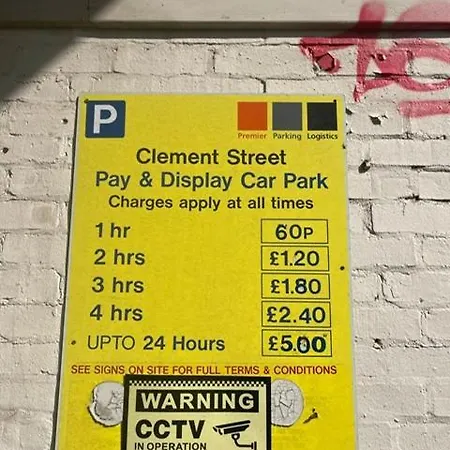 P
Premier Parking Logistics
Clement Street
Pay & Display Car Park
Charges apply at all times
1 hr 60P
2 hrs £1.20
3 hrs £1.80
4 hrs £2.40
UPTO 24 Hours £5.00
SEE SIGNS ON SITE FOR FULL TERMS & CONDITIONS
WARNING
CCTV
IN OPERATION